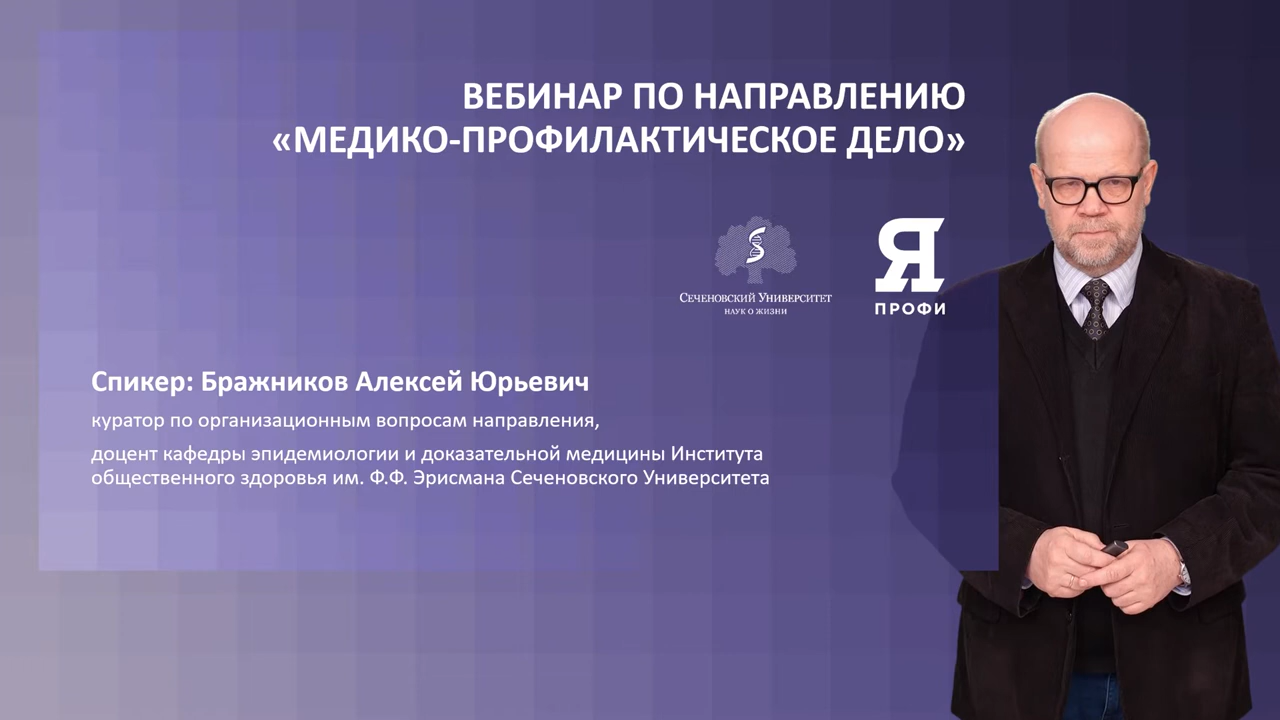 ВЕБИНАР ПО НАПРАВЛЕНИЮ
«МЕДИКО-ПРОФИЛАКТИЧЕСКОЕ ДЕЛО»
СЕЧЕНОВСКИЙ УНИВЕРСИТЕТ
НАУК О ЖИЗНИ
Я
ПРОФИ
Спикер: Бражников Алексей Юрьевич
куратор по организационным вопросам направления,
доцент кафедры эпидемиологии и доказательной медицины Института
общественного здоровья им. Ф.Ф. Эрисмана Сеченовского Университета